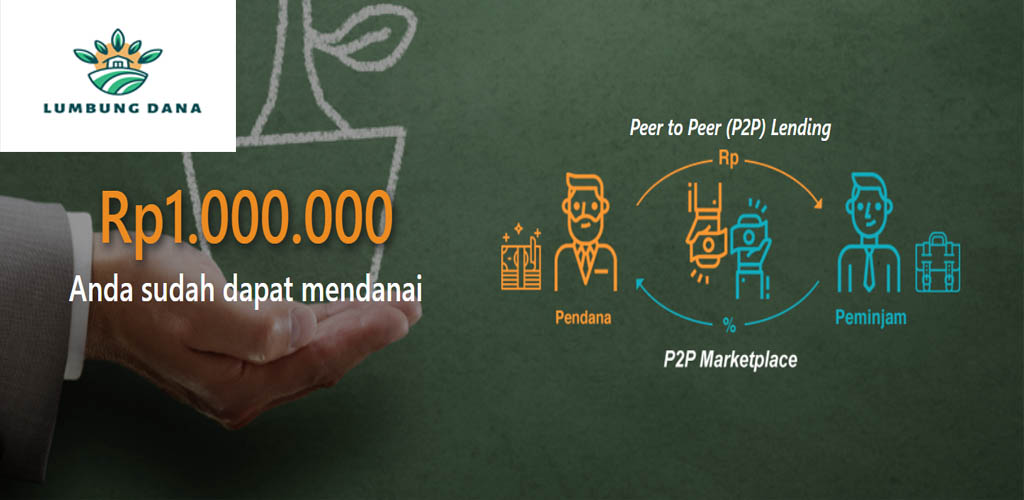 LUMBUNG DANA
Rp1.000.000
Anda sudah dapat mendanai
Peer to Peer (P2P) Lending
Rp
Pendana
%
Peminjam
P2P Marketplace